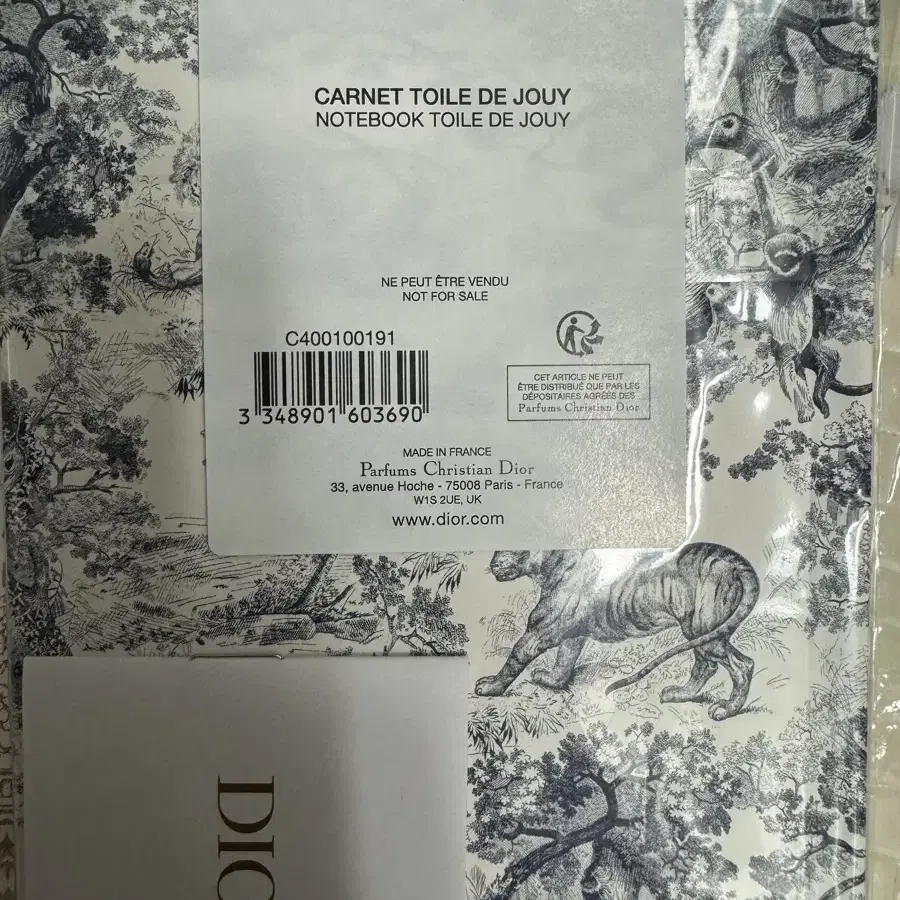 CARNET TOILE DE JOUY
NOTEBOOK TOILE DE JOUY
NE PEUT ÊTRE VENDU
NOT FOR SALE
C400100191
3 348901 603690
CET ARTICLE NE PEUT
ÊTRE DISTRIBUÉ QUE PAR LES
DÉPOSITAIRES AGRÉÉS DES
Parfums Christian Dior
MADE IN FRANCE
Parfums Christian Dior
33, avenue Hoche - 75008 Paris - France
W1S 2UE, UK
www.dior.com
DIO